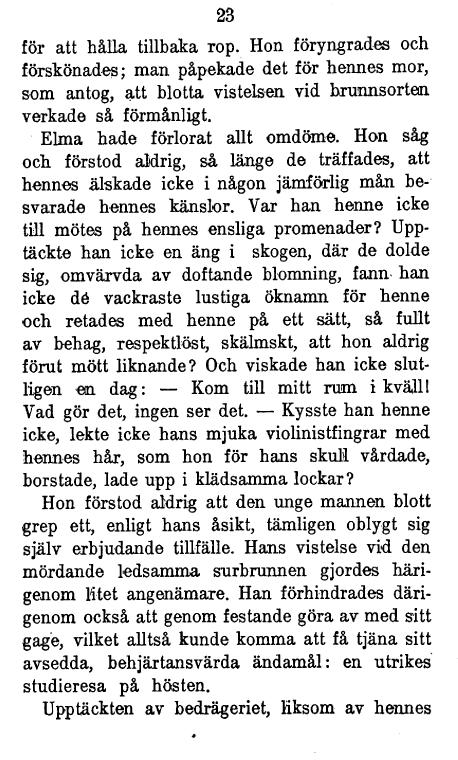 23
för att hålla tillbaka rop. Hon föryngrades och
förskönades; man påpekade det för hennes mor,
som antog, att blotta vistelsen vid brunnsorten
verkade så förmånligt.
Elma hade förlorat allt omdöme. Hon såg
och förstod aldrig, så länge de träffades, att
hennes älskade icke i någon jämförlig mån be-
svarade hennes känslor. Var han henne icke
till mötes på hennes ensliga promenader? Upp-
täckte han icke en äng i skogen, där de dolde
sig, omvärvda av doftande blomning, fann han
icke de vackraste lustiga öknamn för henne
och retades med henne på ett sätt, så fullt
av behag, respektlöst, skälmskt, att hon aldrig
förut mött liknande? Och viskade han icke slut-
ligen en dag: — Kom till mitt rum i kväll!
Vad gör det, ingen ser det. — Kysste han henne
icke, lekte icke hans mjuka violinistfingrar med
hennes hår, som hon för hans skull vårdade,
borstade, lade upp i klädsamma lockar?
Hon förstod aldrig att den unge mannen blott
grep ett, enligt hans åsikt, tämligen oblygt sig
själv erbjudande tillfälle. Hans vistelse vid den
mördande ledsamma surbrunnen gjordes häri-
genom litet angenämare. Han förhindrades däri-
genom också att genom festande göra av med sitt
gage, vilket alltså kunde komma att få tjäna sitt
avsedda, behjärtansvärda ändamål: en utrikes
studieresa på hösten.
Upptäckten av bedrägeriet, liksom av hennes